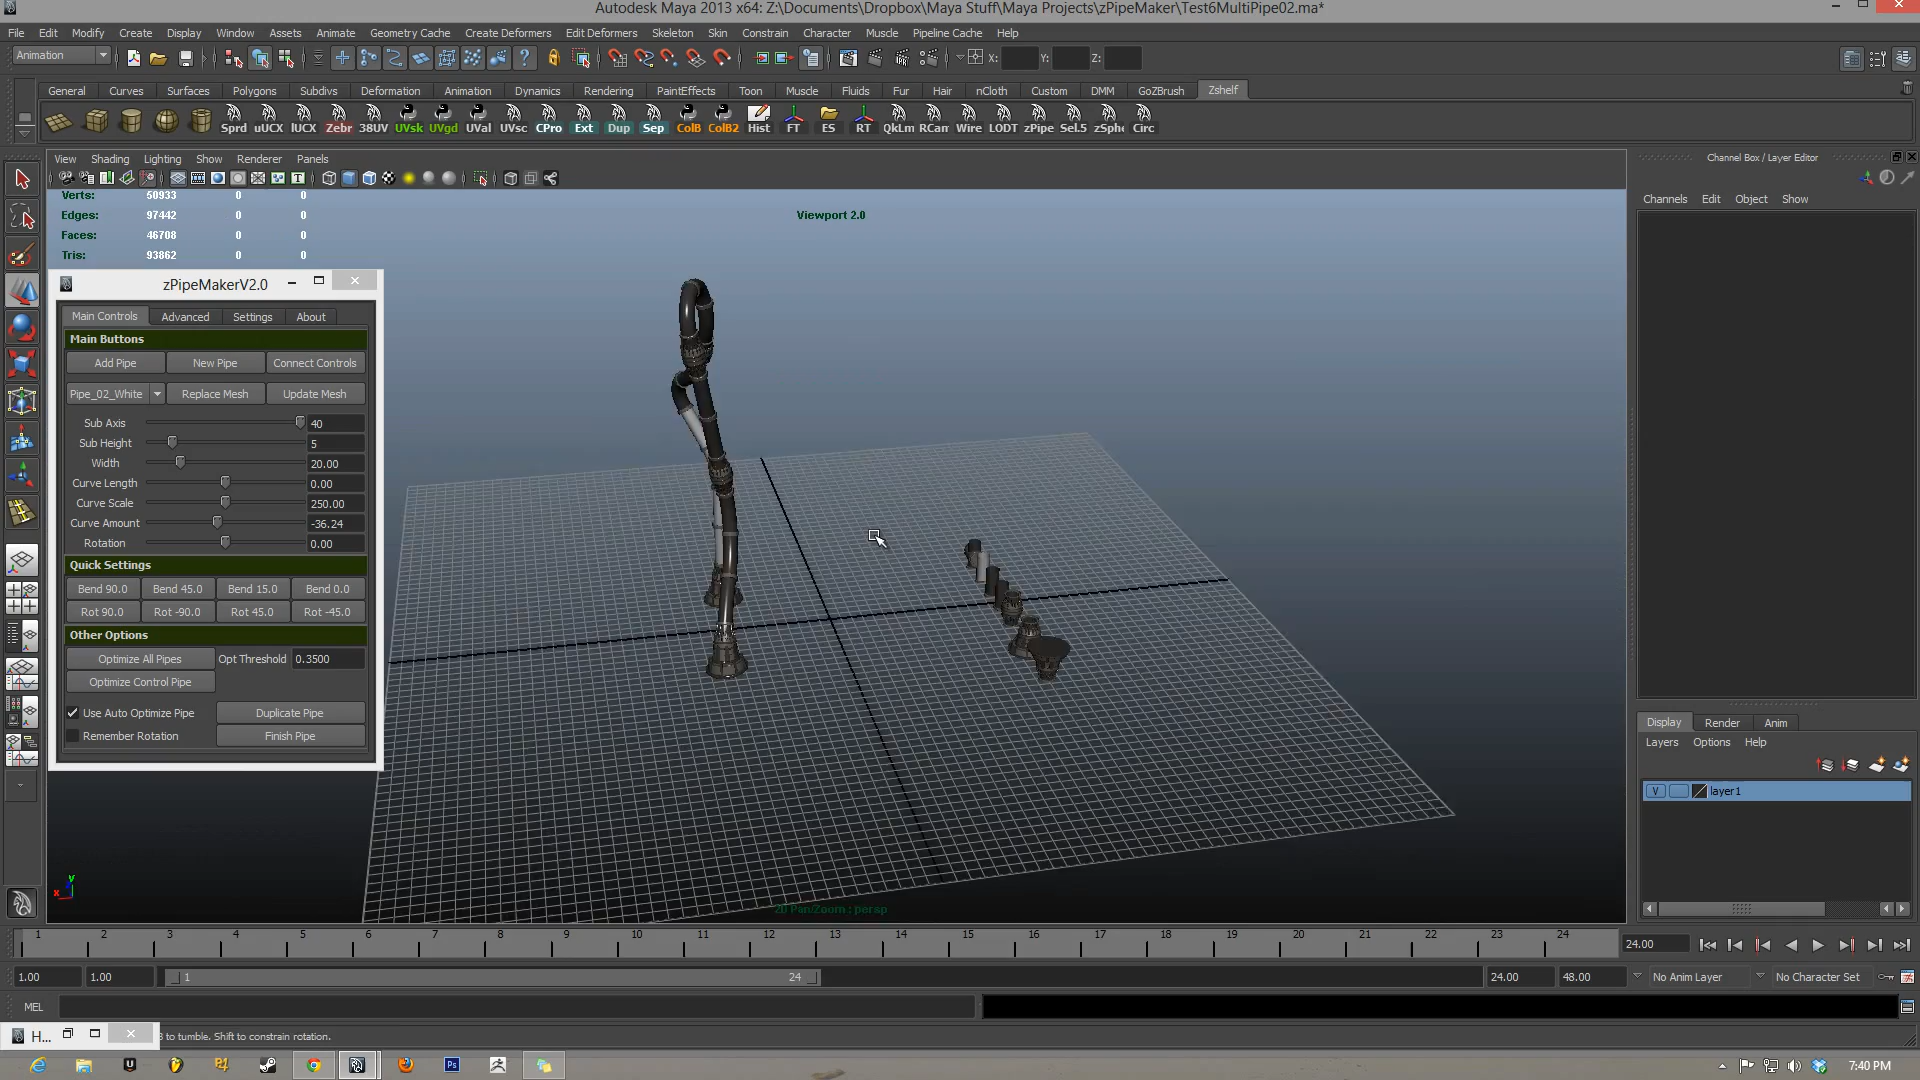 Autodesk Maya 2013 x64: Z:\Documents\Dropbox\Maya Stuff\Maya Projects\zPipeMaker\Test6MultiPipe02.ma*
File Edit Modify Create Display Window Assets Animate Geometry Cache Create Deformers Edit Deformers Skeleton Skin Constrain Character Muscle Pipeline Cache Help
Animation X: Y: Z:
General Curves Surfaces Polygons Subdivs Deformation Animation Dynamics Rendering PaintEffects Toon Muscle Fluids Fur Hair nCloth Custom DMM GoZBrush Zshelf
Sprd uUCX lUCX Zebr 38UV UVsk UVgd UVal UVsc CPro Ext Dup Sep ColB ColB2 Hist FT ES RT QkLm RCam Wire LODT zPipe Sel.5 zSph Circ
View Shading Lighting Show Renderer Panels
Channel Box / Layer Editor
Channels Edit Object Show
Verts: 50933 0 0
Edges: 97442 0 0
Faces: 46708 0 0
Tris: 93862 0 0
Viewport 2.0
zPipeMakerV2.0
Main Controls Advanced Settings About
Main Buttons
Add Pipe New Pipe Connect Controls
Pipe_02_White Replace Mesh Update Mesh
Sub Axis 40
Sub Height 5
Width 20.00
Curve Length 0.00
Curve Scale 250.00
Curve Amount -36.24
Rotation 0.00
Quick Settings
Bend 90.0 Bend 45.0 Bend 15.0 Bend 0.0
Rot 90.0 Rot -90.0 Rot 45.0 Rot -45.0
Other Options
Optimize All Pipes Opt Threshold 0.3500
Optimize Control Pipe
Use Auto Optimize Pipe Duplicate Pipe
Remember Rotation Finish Pipe
y
x
2D Pan/Zoom : persp
Display Render Anim
Layers Options Help
V layer1
1 2 3 4 5 6 7 8 9 10 11 12 13 14 15 16 17 18 19 20 21 22 23 24 24.00
1.00 1.00 1 24 24.00 48.00 No Anim Layer No Character Set
MEL
H... 3 to tumble. Shift to constrain rotation.
Ps
7:40 PM